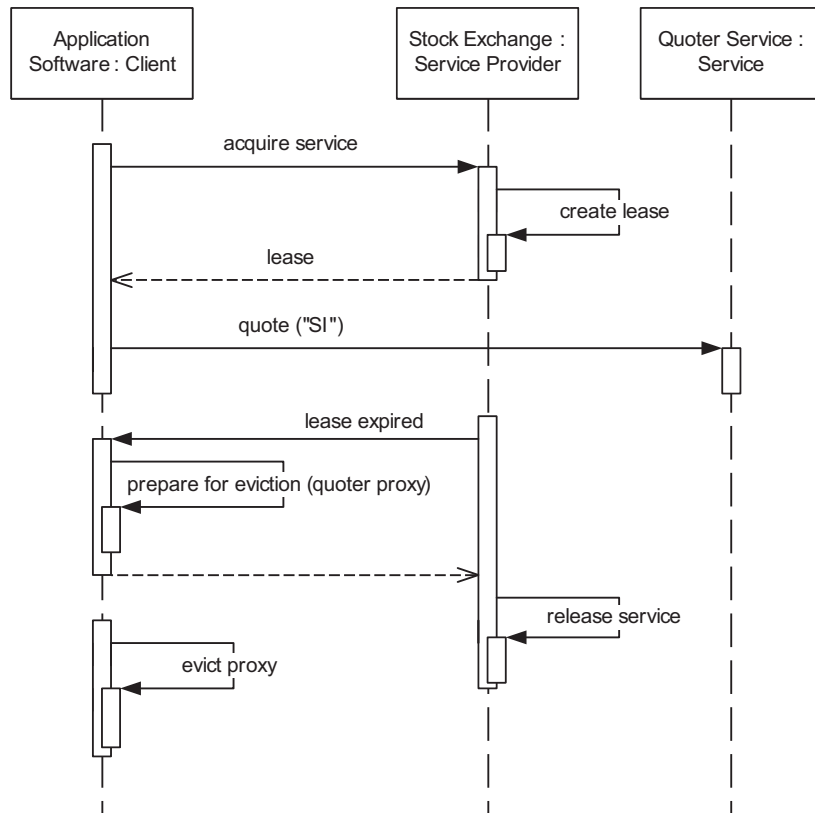 Application
Software : Client
Stock Exchange :
Service Provider
Quoter Service :
Service
acquire service
create lease
lease
quote ("SI")
lease expired
prepare for eviction (quoter proxy)
release service
evict proxy